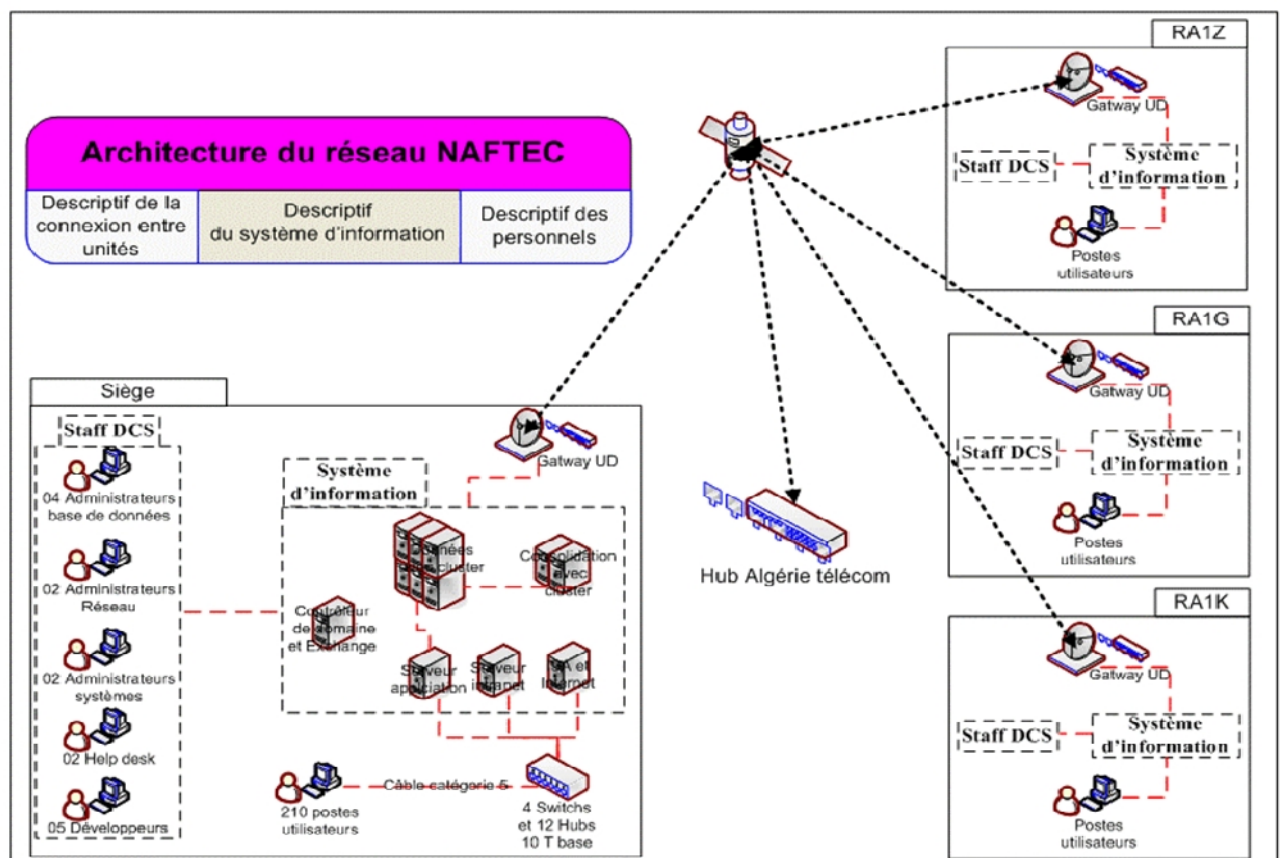 Architecture du réseau NAFTEC
Descriptif de la
connexion entre
unités
Descriptif
du système d'information
Descriptif des
personnels
RA1Z
Gatway UD
Staff DCS
Système
d'information
Postes
utilisateurs
RA1G
Gatway UD
Staff DCS
Système
d'information
Postes
utilisateurs
Hub Algérie télécom
RA1K
Gatway UD
Staff DCS
Système
d'information
Postes
utilisateurs
Siège
Staff DCS
04 Administrateurs
base de données
02 Administrateurs
Réseau
02 Administrateurs
systèmes
02 Help desk
05 Développeurs
Gatway UD
Système
d'information
cluster
Consolidation
avec
cluster
Contrôleur
de domaine
et Exchange
Serveur
Serveur
intranet
et
Internet
Câble catégorie 5
210 postes
utilisateurs
4 Switchs
et 12 Hubs
10 T base